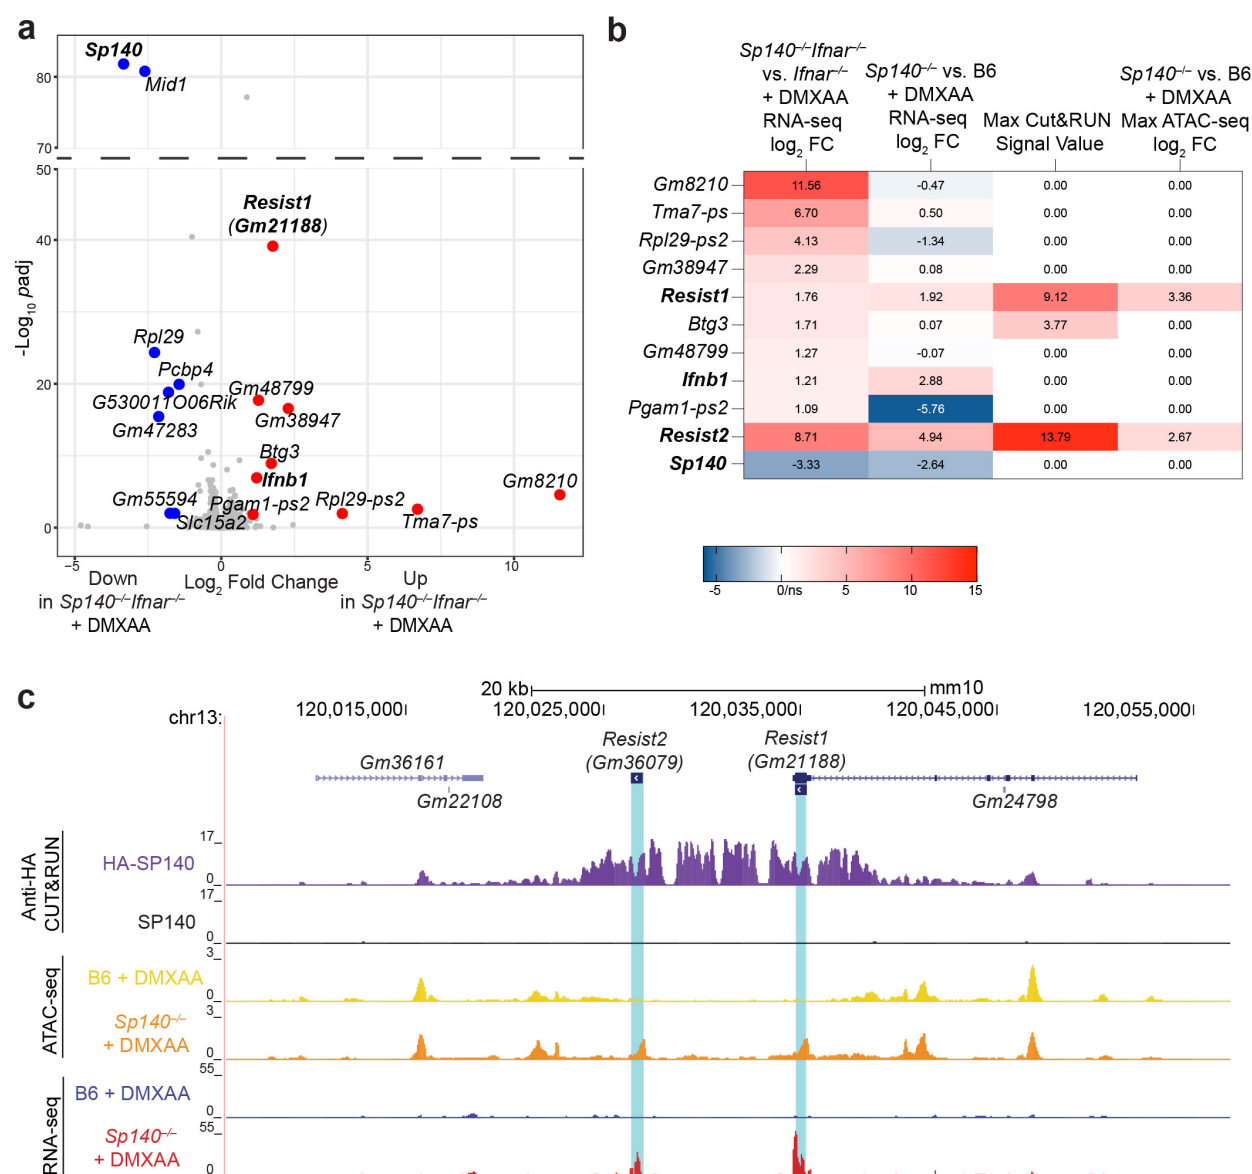 a
Sp140
Mid1
80
70
50
Resist1
(Gm21188)
40
-Log10 padj
Rpl29
Pcbp4
20
Gm48799
G530011O06Rik
Gm38947
Gm47283
Btg3
Ifnb1
Gm8210
Gm55594
Pgam1-ps2
Rpl29-ps2
Slc15a2
Tma7-ps
0
−5 0 5 10
Down Log2 Fold Change Up
in Sp140–/–Ifnar–/– in Sp140–/–Ifnar–/–
+ DMXAA + DMXAA
b
Sp140–/–Ifnar–/–
vs. Ifnar–/–
+ DMXAA
RNA-seq
log2 FC
Sp140–/– vs. B6
+ DMXAA
RNA-seq
log2 FC
Max Cut&RUN
Signal Value
Sp140–/– vs. B6
+ DMXAA
Max ATAC-seq
log2 FC
Gm8210 11.56 -0.47 0.00 0.00
Tma7-ps 6.70 0.50 0.00 0.00
Rpl29-ps2 4.13 -1.34 0.00 0.00
Gm38947 2.29 0.08 0.00 0.00
Resist1 1.76 1.92 9.12 3.36
Btg3 1.71 0.07 3.77 0.00
Gm48799 1.27 -0.07 0.00 0.00
Ifnb1 1.21 2.88 0.00 0.00
Pgam1-ps2 1.09 -5.76 0.00 0.00
Resist2 8.71 4.94 13.79 2.67
Sp140 -3.33 -2.64 0.00 0.00
-5 0/ns 5 10 15
c
20 kb mm10
chr13: 120,015,000 120,025,000 120,035,000 120,045,000 120,055,000
Resist2 Resist1
Gm36161 (Gm36079) (Gm21188)
Gm22108 Gm24798
Anti-HA
CUT&RUN
17
HA-SP140
0
17
SP140
0
ATAC-seq
3
B6 + DMXAA
0
3
Sp140–/–
+ DMXAA
0
RNA-seq
55
B6 + DMXAA
0
55
Sp140–/–
+ DMXAA
0